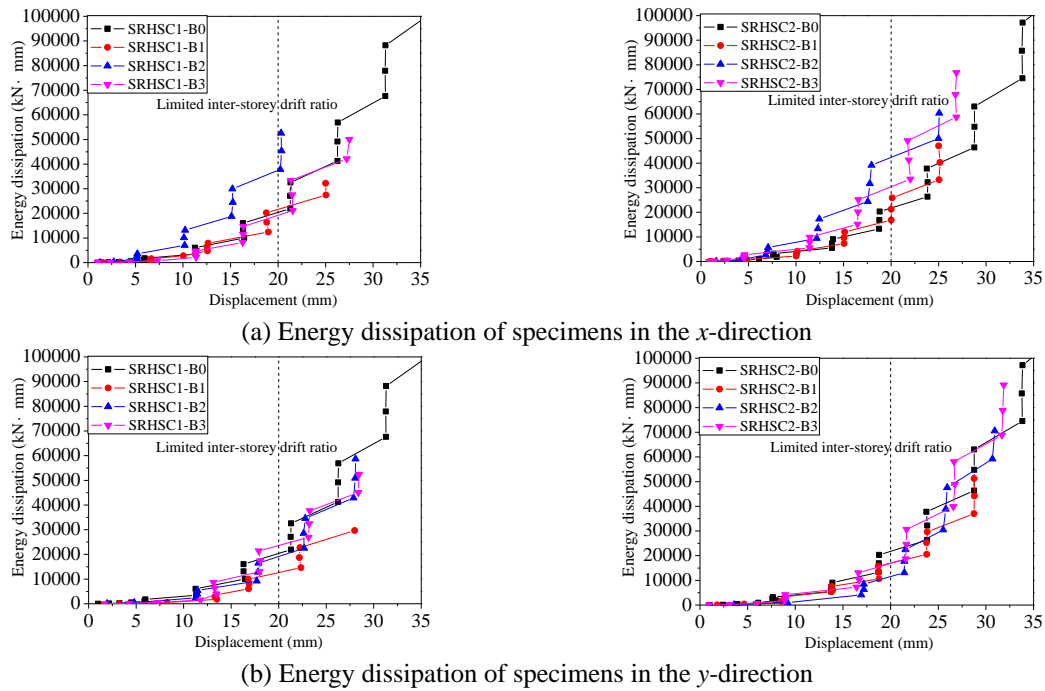 100000
90000
80000
70000
60000
50000
40000
30000
20000
10000
0
Energy dissipation (kN· mm)
SRHSC1-B0
SRHSC1-B1
SRHSC1-B2
SRHSC1-B3
Limited inter-storey drift ratio
0 5 10 15 20 25 30 35
Displacement (mm)
100000
90000
80000
70000
60000
50000
40000
30000
20000
10000
0
Energy dissipation (kN· mm)
SRHSC2-B0
SRHSC2-B1
SRHSC2-B2
SRHSC2-B3
Limited inter-storey drift ratio
0 5 10 15 20 25 30 35
Displacement (mm)
(a) Energy dissipation of specimens in the x-direction
100000
90000
80000
70000
60000
50000
40000
30000
20000
10000
0
Energy dissipation (kN· mm)
SRHSC1-B0
SRHSC1-B1
SRHSC1-B2
SRHSC1-B3
Limited inter-storey drift ratio
0 5 10 15 20 25 30 35
Displacement (mm)
100000
90000
80000
70000
60000
50000
40000
30000
20000
10000
0
Energy dissipation (kN· mm)
SRHSC2-B0
SRHSC2-B1
SRHSC2-B2
SRHSC2-B3
Limited inter-storey drift ratio
0 5 10 15 20 25 30 35
Displacement (mm)
(b) Energy dissipation of specimens in the y-direction